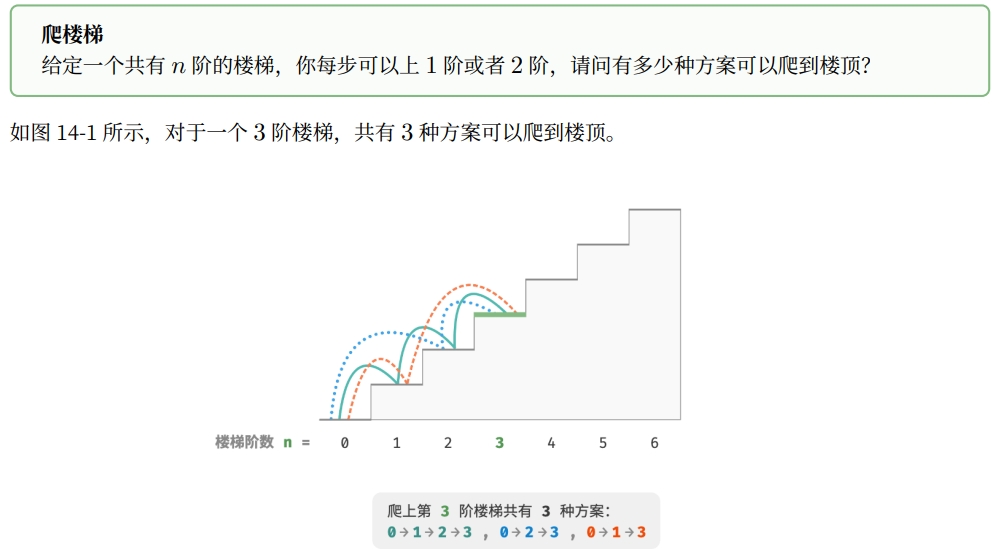 爬楼梯
给定一个共有 n 阶的楼梯，你每步可以上 1 阶或者 2 阶，请问有多少种方案可以爬到楼顶？
如图 14-1 所示，对于一个 3 阶楼梯，共有 3 种方案可以爬到楼顶。
楼梯阶数 n = 0 1 2 3 4 5 6
爬上第 3 阶楼梯共有 3 种方案：
0→1→2→3 , 0→2→3 , 0→1→3